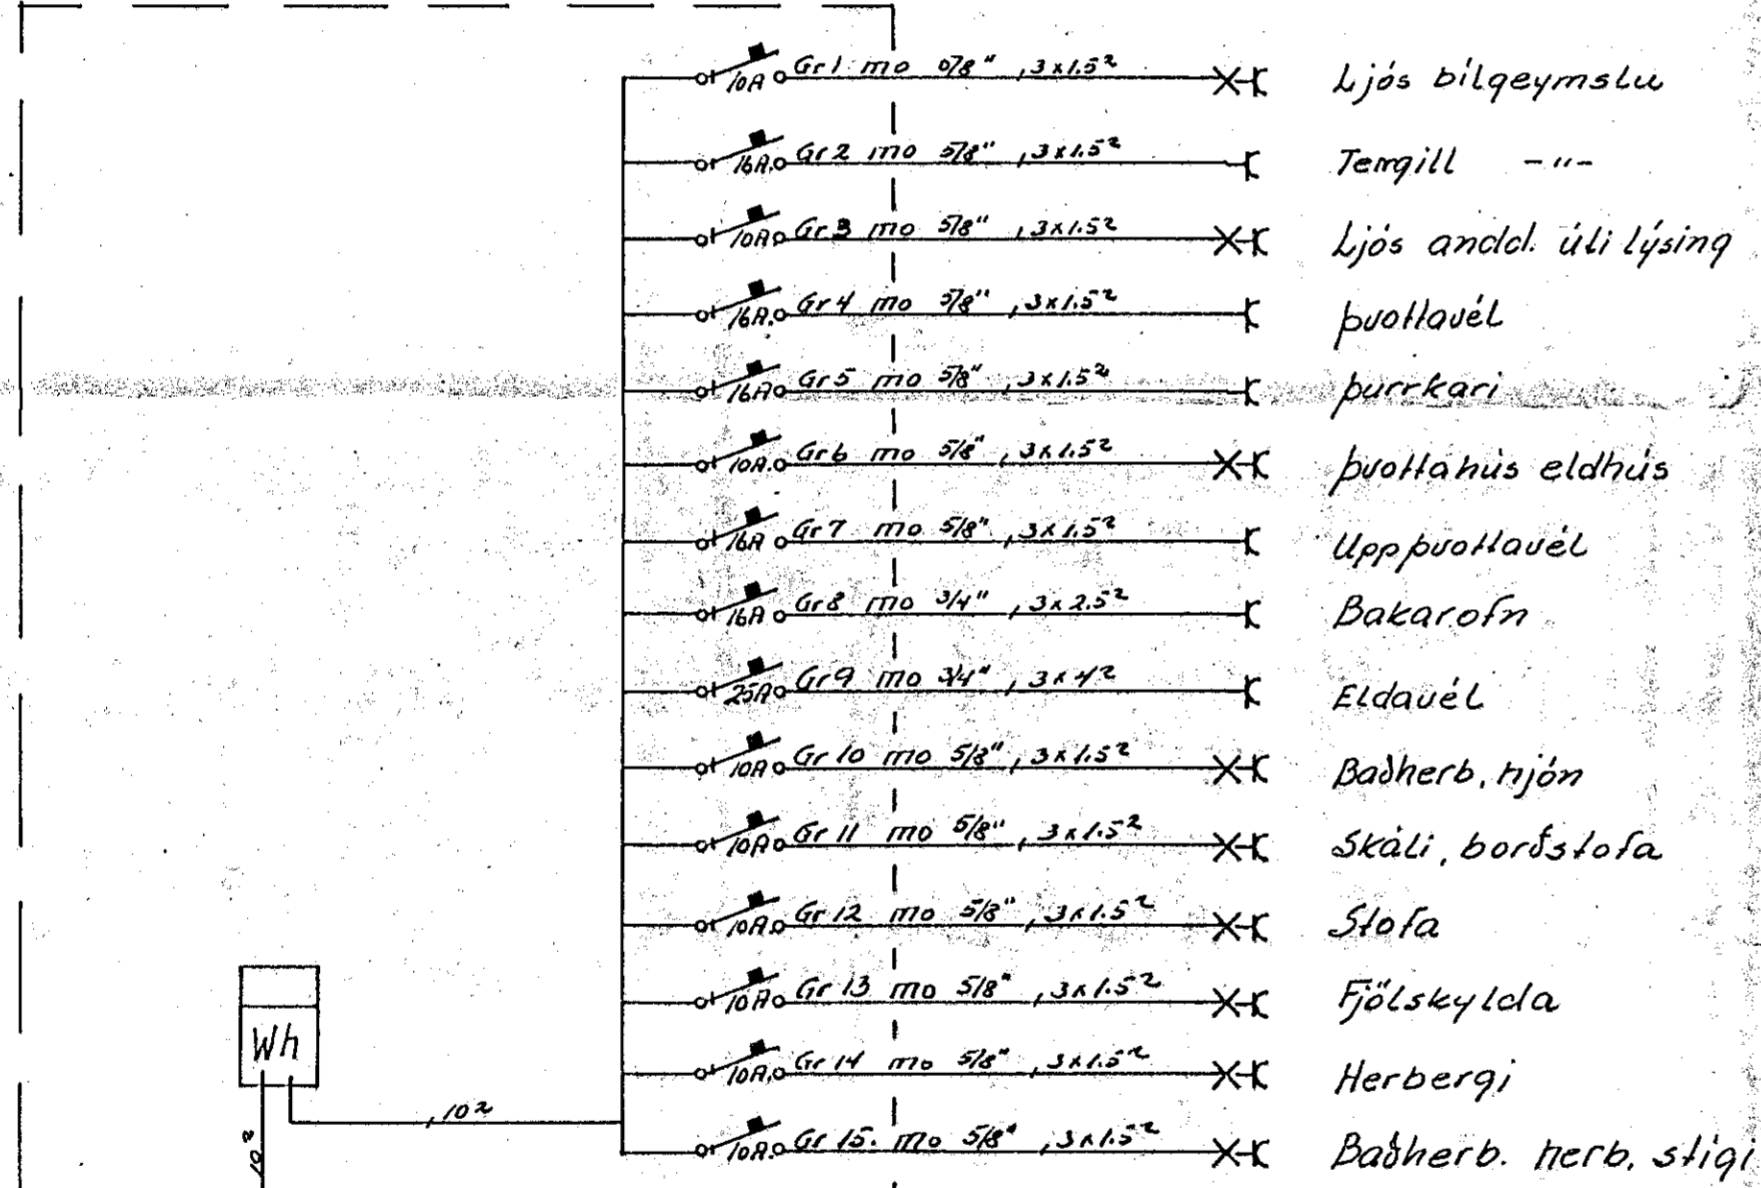 10A Gr 1 mo 5/8" , 3x1.5² Ljós bílgeymslu
16A. Gr 2 mo 5/8" , 3x1.5² Tengill -"-
10A Gr 3 mo 5/8" , 3x1.5² Ljós andd. úti lýsing
16A. Gr 4 mo 5/8" , 3x1.5² þvottavél
16A Gr 5 mo 5/8" , 3x1.5² þurrkari
10A. Gr 6 mo 5/8" , 3x1.5² þvottahús eldhús
16A Gr 7 mo 5/8" , 3x1.5² Uppþvottavél
16A Gr 8 mo 3/4" , 3x2.5² Bakarofn
25A Gr 9 mo 3/4" , 3x4² Eldavél
10A Gr 10 mo 5/8" , 3x1.5² Baðherb. hjón
10A Gr 11 mo 5/8" , 3x1.5² Skáli, borðstofa
10A. Gr 12 mo 5/8" , 3x1.5² Stofa
10A Gr 13 mo 5/8" , 3x1.5² Fjölskylda
Wh
10A. Gr 14 mo 5/8" , 3x1.5² Herbergi
10²
10²
10A. Gr 15. mo 5/8" , 3x1.5² Baðherb. herb. stigi